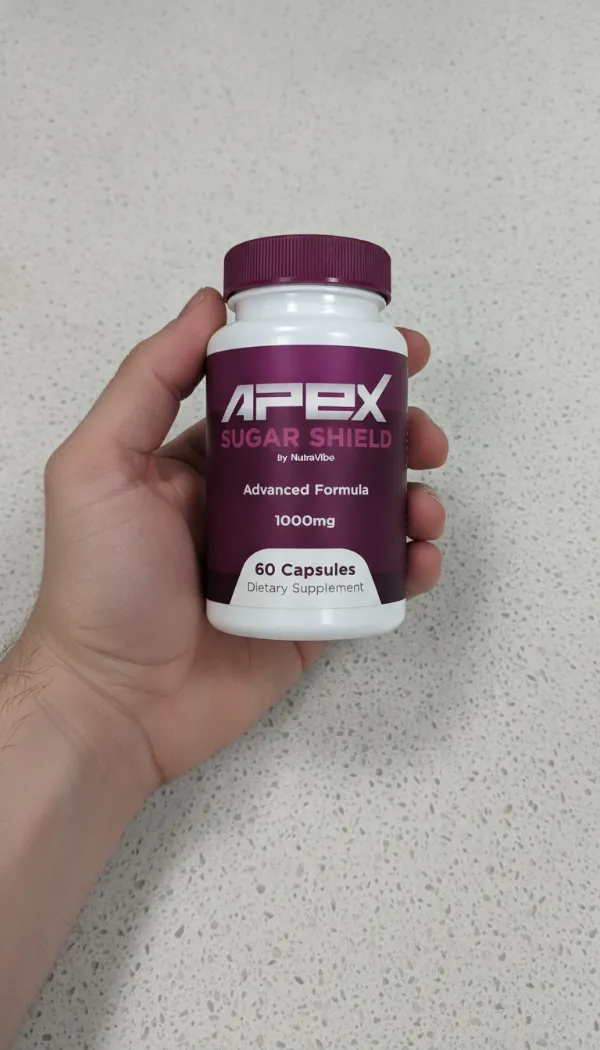 APEX
SUGAR SHIELD
by NutraVibe
Advanced Formula
1000mg
60 Capsules
Dietary Supplement